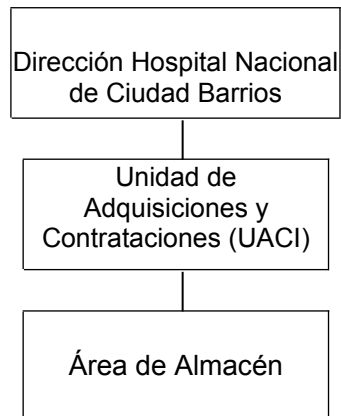 Dirección Hospital Nacional
de Ciudad Barrios
Unidad de
Adquisiciones y
Contrataciones (UACI)
Área de Almacén